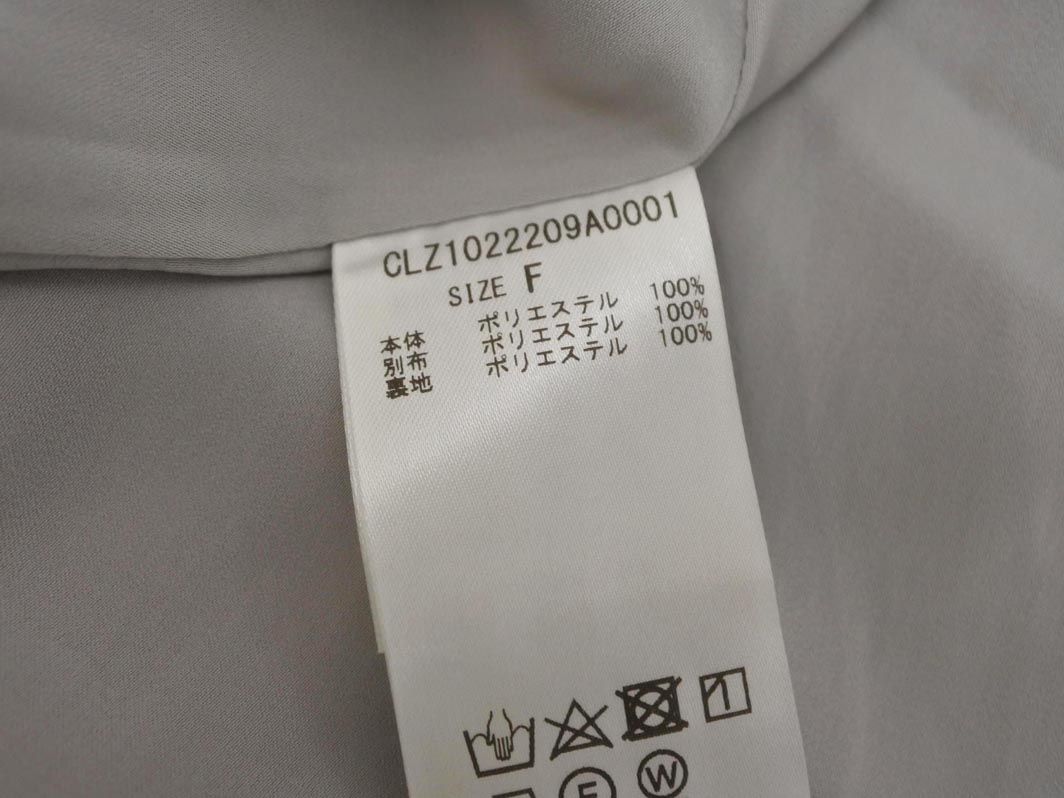 CLZ1022209A0001
SIZE F
本体 ポリエステル 100%
別布 ポリエステル 100%
裏地 ポリエステル 100%
F W